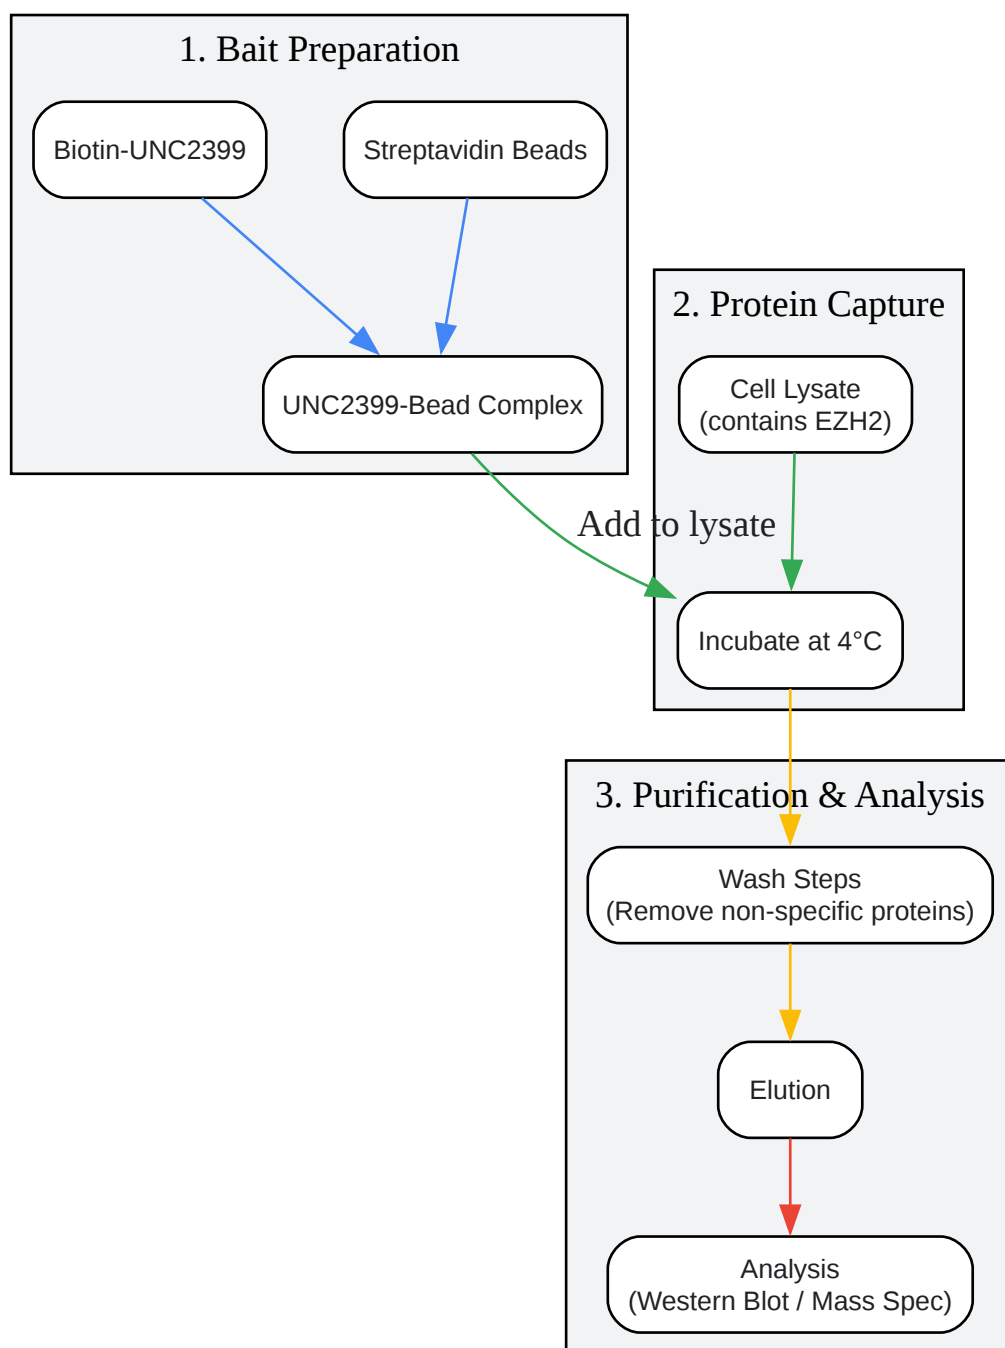 1. Bait Preparation
Biotin-UNC2399
Streptavidin Beads
UNC2399-Bead Complex
2. Protein Capture
Cell Lysate
(contains EZH2)
Add to lysate
Incubate at 4°C
3. Purification & Analysis
Wash Steps
(Remove non-specific proteins)
Elution
Analysis
(Western Blot / Mass Spec)